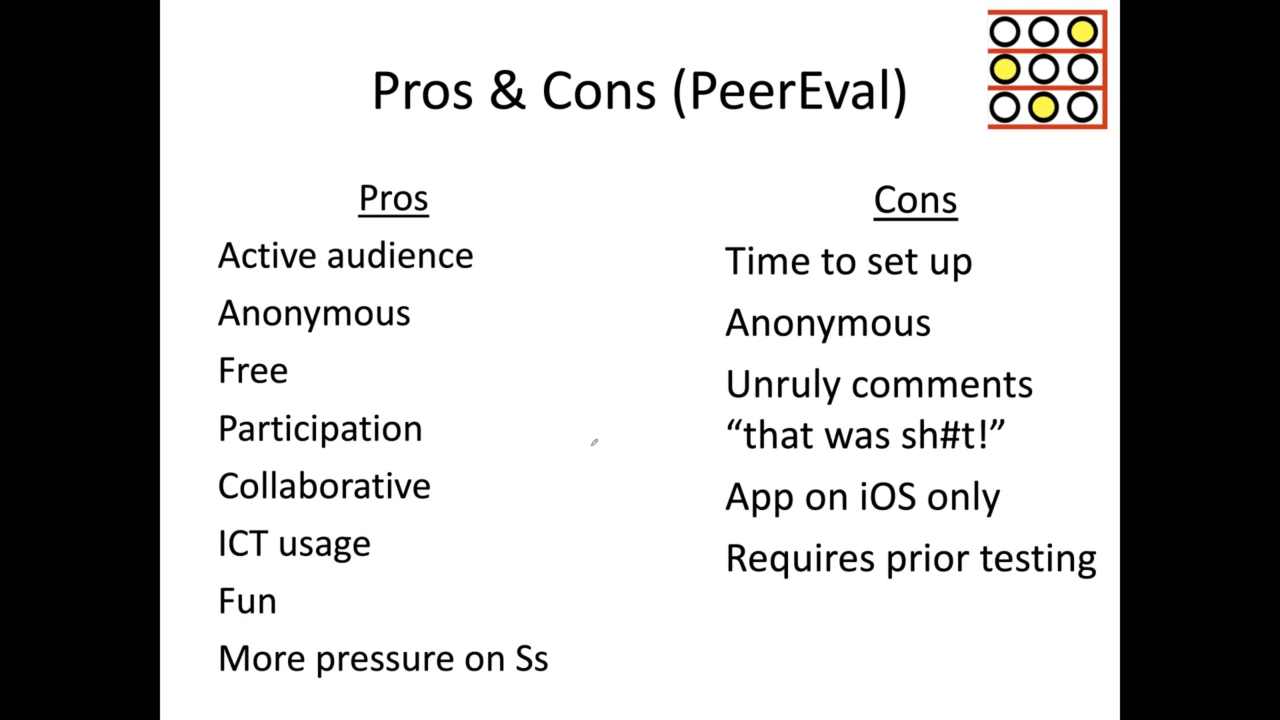 Pros & Cons (PeerEval)
Pros
Active audience
Anonymous
Free
Participation
Collaborative
ICT usage
Fun
More pressure on Ss
Cons
Time to set up
Anonymous
Unruly comments
“that was sh#t!”
App on iOS only
Requires prior testing